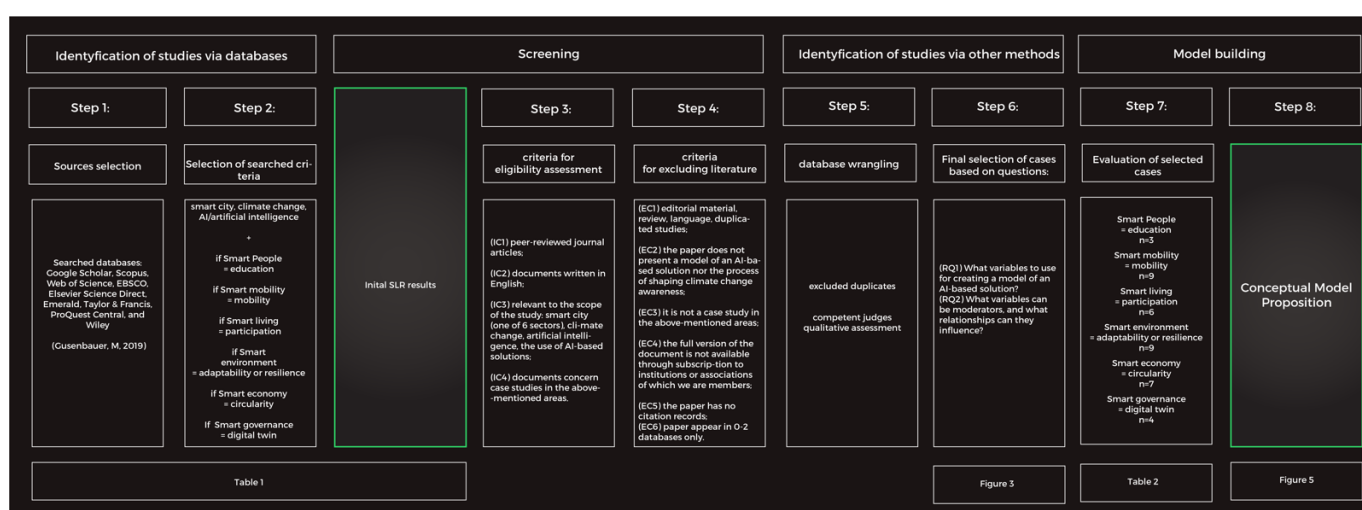 Identyfication of studies via databases
Screening
Identyfication of studies via other methods
Model building
Step 1:
Step 2:
Step 3:
Step 4:
Step 5:
Step 6:
Step 7:
Step 8:
Sources selection
Selection of searched cri-
teria
criteria for
eligibility assessment
criteria
for excluding literature
database wrangling
Final selection of cases
based on questions:
Evaluation of selected
cases
Searched databases:
Google Scholar, Scopus,
Web of Science, EBSCO,
Elsevier Science Direct,
Emerald, Taylor & Francis,
ProQuest Central, and
Wiley
(Gusenbauer, M, 2019)
smart city, climate change,
AI/artificial intelligence
+
if Smart People
= education
if Smart mobility
= mobility
if Smart living
= participation
if Smart
environment
= adaptability or resilience
if Smart economy
= circularity
If Smart governance
= digital twin
Inital SLR results
(IC1) peer-reviewed journal
articles;
(IC2) documents written in
English;
(IC3) relevant to the scope
of the study: smart city
(one of 6 sectors), cli-mate
change, artificial intelli-
gence, the use of AI-based
solutions;
(IC4) documents concern
case studies in the above-
-mentioned areas.
(EC1) editorial material,
review, language, duplica-
ted studies;
(EC2) the paper does not
present a model of an AI-ba-
sed solution nor the process
of shaping climate change
awareness;
(EC3) it is not a case study in
the above-mentioned areas;
(EC4) the full version of the
document is not available
through subscrip-tion to
institutions or associations
of which we are members;
(EC5) the paper has no
citation records;
(EC6) paper appear in 0-2
databases only.
excluded duplicates
competent judges
qualitative assessment
(RQ1) What variables to use
for creating a model of an
AI-based solution?
(RQ2) What variables can
be moderators, and what
relationships can they
influence?
Smart People
= education
n=3
Smart mobility
= mobility
n=9
Smart living
= participation
n=6
Smart environment
= adaptability or resilience
n=9
Smart economy
= circularity
n=7
Smart governance
= digital twin
n=4
Conceptual Model
Proposition
Table 1
Figure 3
Table 2
Figure 5